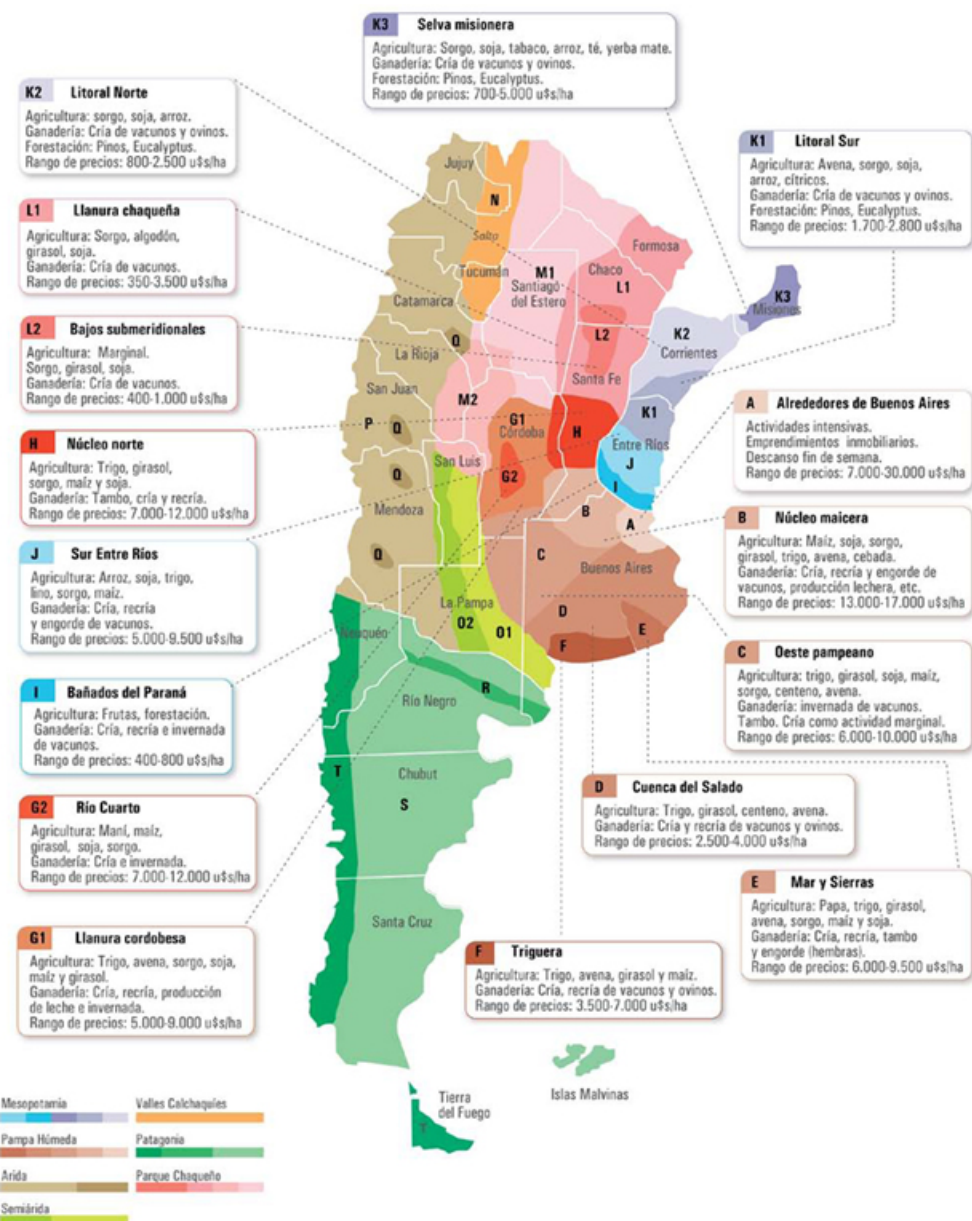 K3 Selva misionera
Agricultura: Sorgo, soja, tabaco, arroz, té, yerba mate.
Ganadería: Cría de vacunos y ovinos.
Forestación: Pinos, Eucalyptus.
Rango de precios: 700-5.000 u$s/ha
K2 Litoral Norte
Agricultura: sorgo, soja, arroz.
Ganadería: Cría de vacunos y ovinos.
Forestación: Pinos, Eucalyptus.
Rango de precios: 800-2.500 u$s/ha
L1 Llanura chaqueña
Agricultura: Sorgo, algodón,
girasol, soja.
Ganadería: Cría de vacunos.
Rango de precios: 350-3.500 u$s/ha
L2 Bajos submeridionales
Agricultura: Marginal.
Sorgo, girasol, soja.
Ganadería: Cría de vacunos.
Rango de precios: 400-1.000 u$s/ha
H Núcleo norte
Agricultura: Trigo, girasol,
sorgo, maíz y soja.
Ganadería: Tambo, cría y recría.
Rango de precios: 7.000-12.000 u$s/ha
J Sur Entre Ríos
Agricultura: Arroz, soja, trigo,
lino, sorgo, maíz.
Ganadería: Cría, recría
y engorde de vacunos.
Rango de precios: 5.000-9.500 u$s/ha
I Bañados del Paraná
Agricultura: Frutas, forestación.
Ganadería: Cría, recría e invernada
de vacunos.
Rango de precios: 400-800 u$s/ha
G2 Río Cuarto
Agricultura: Maní, maíz,
girasol, soja, sorgo.
Ganadería: Cría e invernada.
Rango de precios: 7.000-12.000 u$s/ha
G1 Llanura cordobesa
Agricultura: Trigo, avena, sorgo, soja,
maíz y girasol.
Ganadería: Cría, recría, producción
de leche e invernada.
Rango de precios: 5.000-9.000 u$s/ha
Jujuy
N
Salta
Formosa
Tucumán
M1
Chaco
Santiago
del Estero
L1
Catamarca
K3
Misiones
Q
L2
K2
La Rioja
Corrientes
San Juan
Santa Fe
M2
G1
Córdoba
H
K1
P
Q
Entre Ríos
San Luis
J
G2
Q
I
Mendoza
B
A
Q
C
Buenos Aires
La Pampa
D
Neuquén
O2
O1
E
F
R
Río Negro
T
Chubut
S
Santa Cruz
Tierra
del Fuego
T
Islas Malvinas
K1 Litoral Sur
Agricultura: Avena, sorgo, soja,
arroz, cítricos.
Ganadería: Cría de vacunos y ovinos.
Forestación: Pinos, Eucalyptus.
Rango de precios: 1.700-2.800 u$s/ha
A Alrededores de Buenos Aires
Actividades intensivas.
Emprendimientos inmobiliarios.
Descanso fin de semana.
Rango de precios: 7.000-30.000 u$s/ha
B Núcleo maicera
Agricultura: Maíz, soja, sorgo,
girasol, trigo, avena, cebada.
Ganadería: Cría, recría y engorde de
vacunos, producción lechera, etc.
Rango de precios: 13.000-17.000 u$s/ha
C Oeste pampeano
Agricultura: trigo, girasol, soja, maíz,
sorgo, centeno, avena.
Ganadería: invernada de vacunos.
Tambo. Cría como actividad marginal.
Rango de precios: 6.000-10.000 u$s/ha
D Cuenca del Salado
Agricultura: Trigo, girasol, centeno, avena.
Ganadería: Cría y recría de vacunos y ovinos.
Rango de precios: 2.500-4.000 u$s/ha
E Mar y Sierras
Agricultura: Papa, trigo, girasol,
avena, sorgo, maíz y soja.
Ganadería: Cría, recría, tambo
y engorde (hembras).
Rango de precios: 6.000-9.500 u$s/ha
F Triguera
Agricultura: Trigo, avena, girasol y maíz.
Ganadería: Cría, recría de vacunos y ovinos.
Rango de precios: 3.500-7.000 u$s/ha
Mesopotamia
Valles Calchaquíes
Pampa Húmeda
Patagonia
Arida
Parque Chaqueño
Semiárida